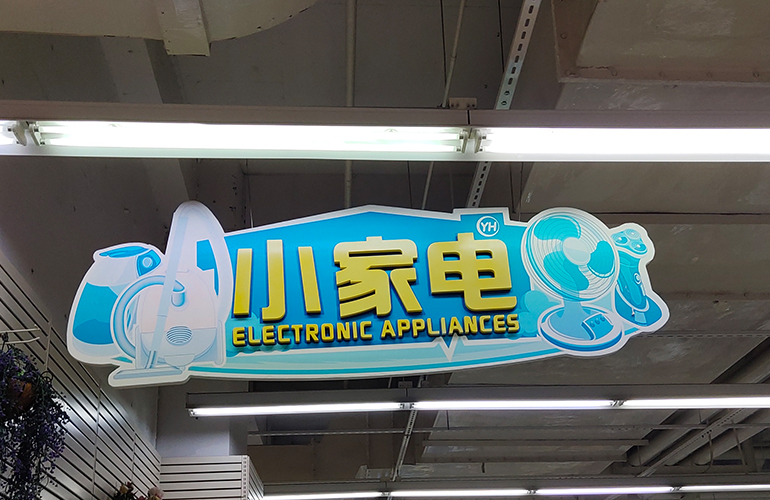 YH
小家电
ELECTRONIC APPLIANCES